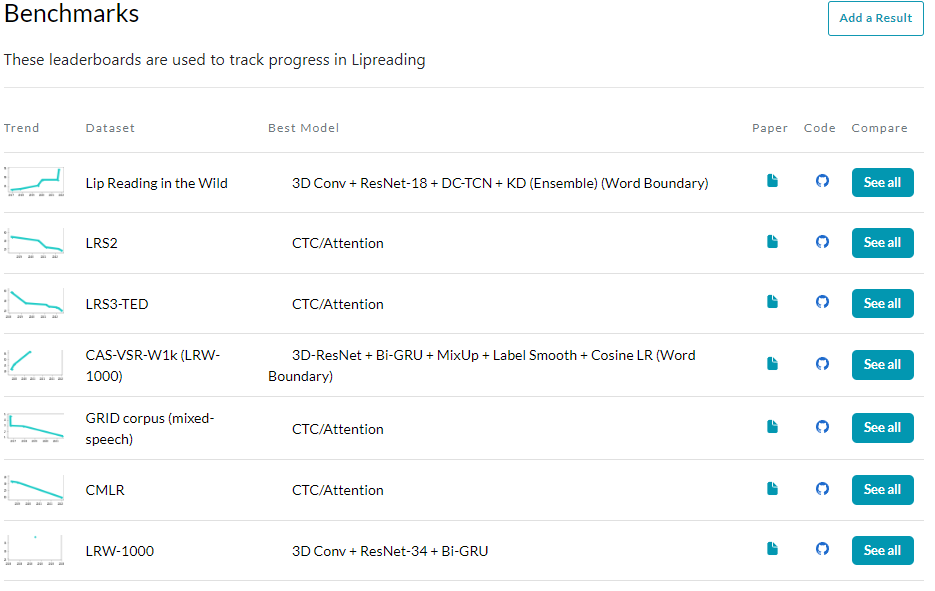 Benchmarks
Add a Result
These leaderboards are used to track progress in Lipreading
Trend Dataset Best Model Paper Code Compare
Lip Reading in the Wild 3D Conv + ResNet-18 + DC-TCN + KD (Ensemble) (Word Boundary) See all
LRS2 CTC/Attention See all
LRS3-TED CTC/Attention See all
CAS-VSR-W1k (LRW-
1000)
3D-ResNet + Bi-GRU + MixUp + Label Smooth + Cosine LR (Word
Boundary)
See all
GRID corpus (mixed-
speech)
CTC/Attention
See all
CMLR CTC/Attention See all
LRW-1000 3D Conv + ResNet-34 + Bi-GRU See all